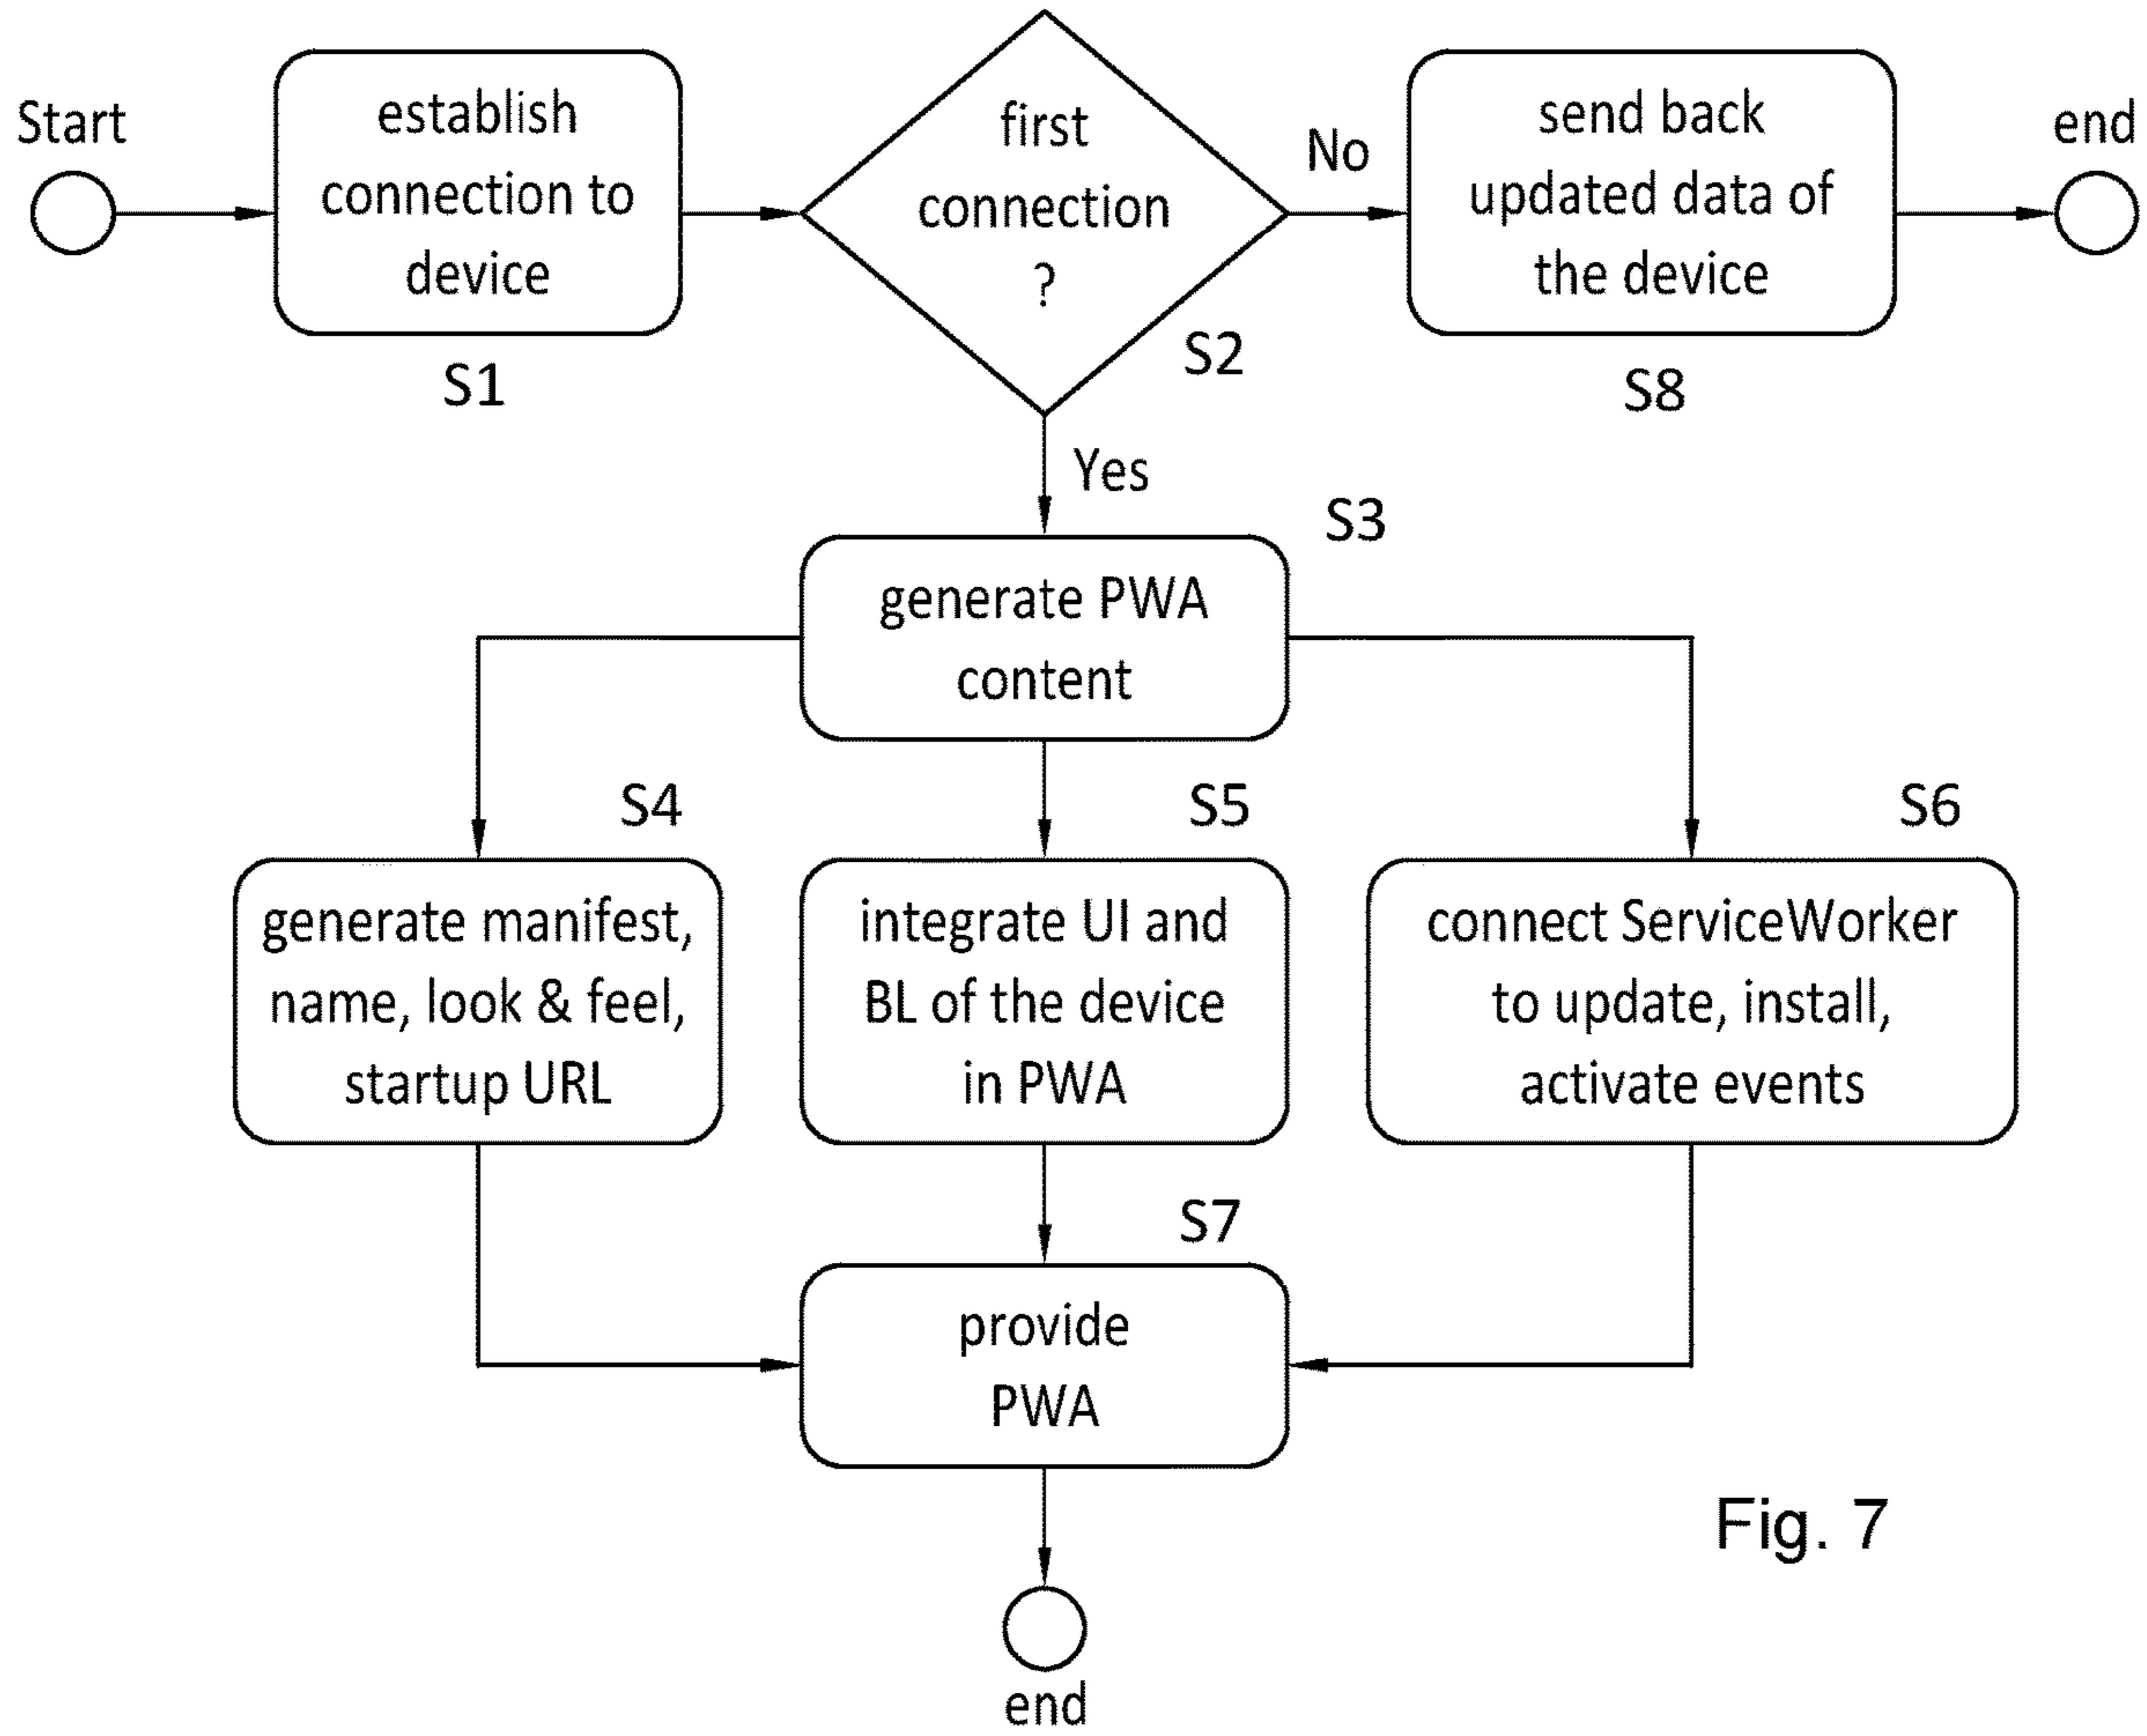 Start
establish
connection to
device
S1
first
connection
?
S2
No
send back
updated data of
the device
S8
end
Yes
S3
generate PWA
content
S4
generate manifest,
name, look & feel,
startup URL
S5
integrate UI and
BL of the device
in PWA
S6
connect ServiceWorker
to update, install,
activate events
S7
provide
PWA
end
Fig. 7